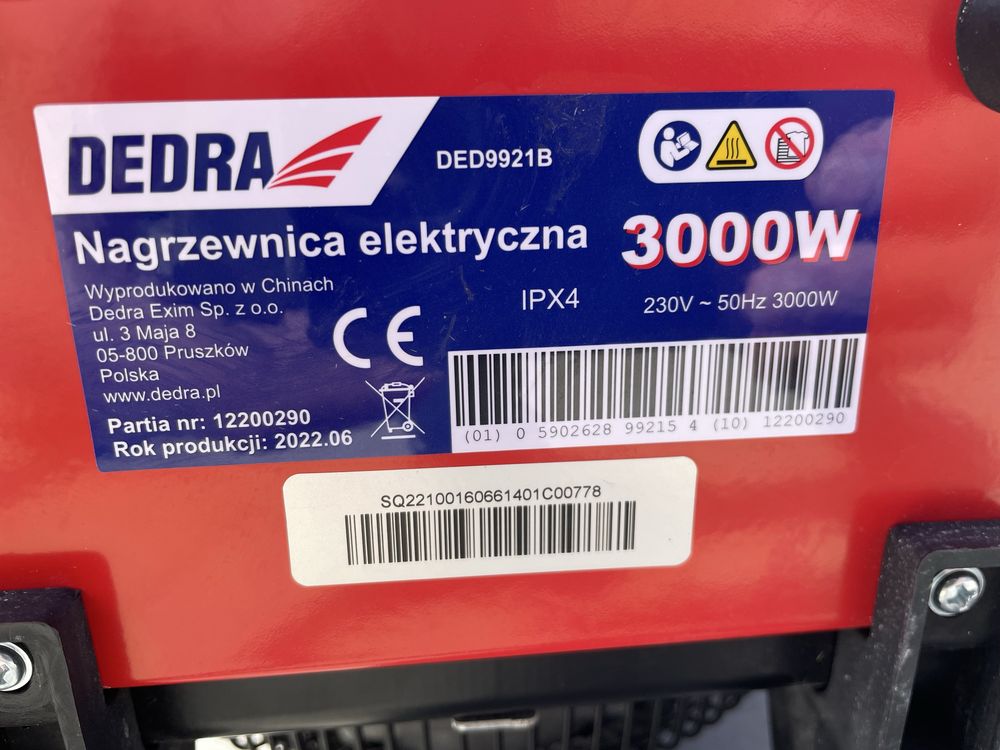 DEDRA
DED9921B
Nagrzewnica elektryczna
3000W
Wyprodukowano w Chinach
Dedra Exim Sp. z o.o.
ul. 3 Maja 8
05-800 Pruszków
Polska
www.dedra.pl
IPX4
230V ~ 50Hz 3000W
CE
Partia nr: 12200290
Rok produkcji: 2022.06
(01) 0 5902628 99215 4 (10) 12200290
SQ22100160661401C00778